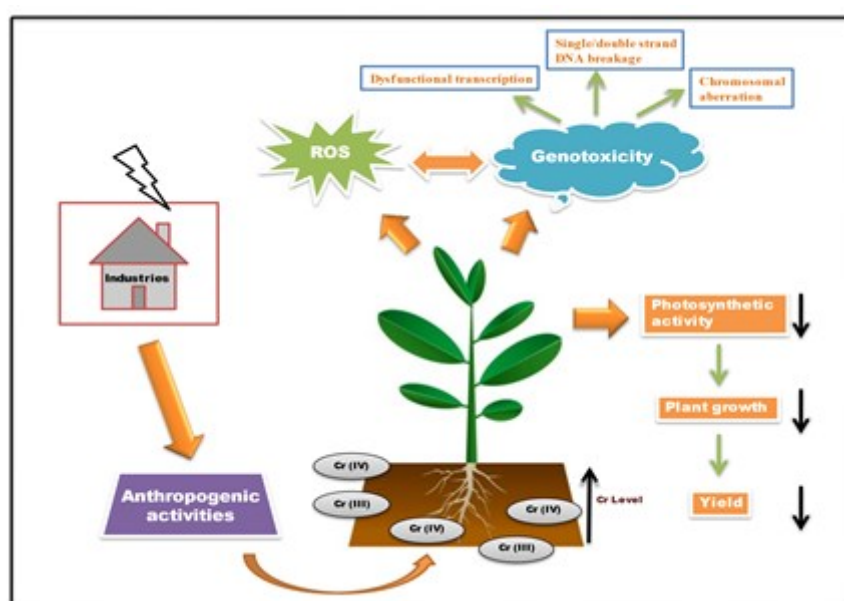 Single/double strand
DNA breakage
Dysfunctional transcription
Chromosomal
aberration
ROS
Genotoxicity
Industries
Photosynthetic
activity
Plant growth
Yield
Anthropogenic
activities
Cr (IV)
Cr (III)
Cr (IV)
Cr (IV)
Cr (III)
Cr Level